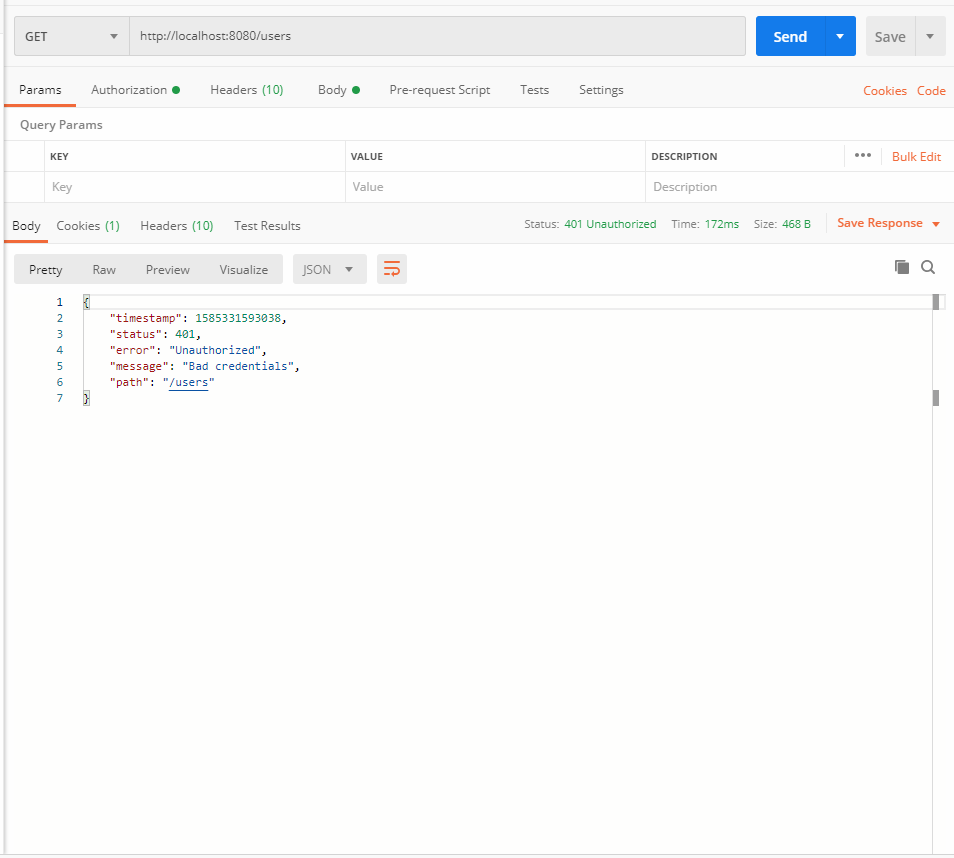 GET http://localhost:8080/users Send Save
Params Authorization Headers (10) Body Pre-request Script Tests Settings Cookies Code
Query Params
KEY VALUE DESCRIPTION ••• Bulk Edit
Key Value Description
Body Cookies (1) Headers (10) Test Results Status: 401 Unauthorized Time: 172ms Size: 468 B Save Response
Pretty Raw Preview Visualize JSON
1 {
2 "timestamp": 1585331593038,
3 "status": 401,
4 "error": "Unauthorized",
5 "message": "Bad credentials",
6 "path": "/users"
7 }